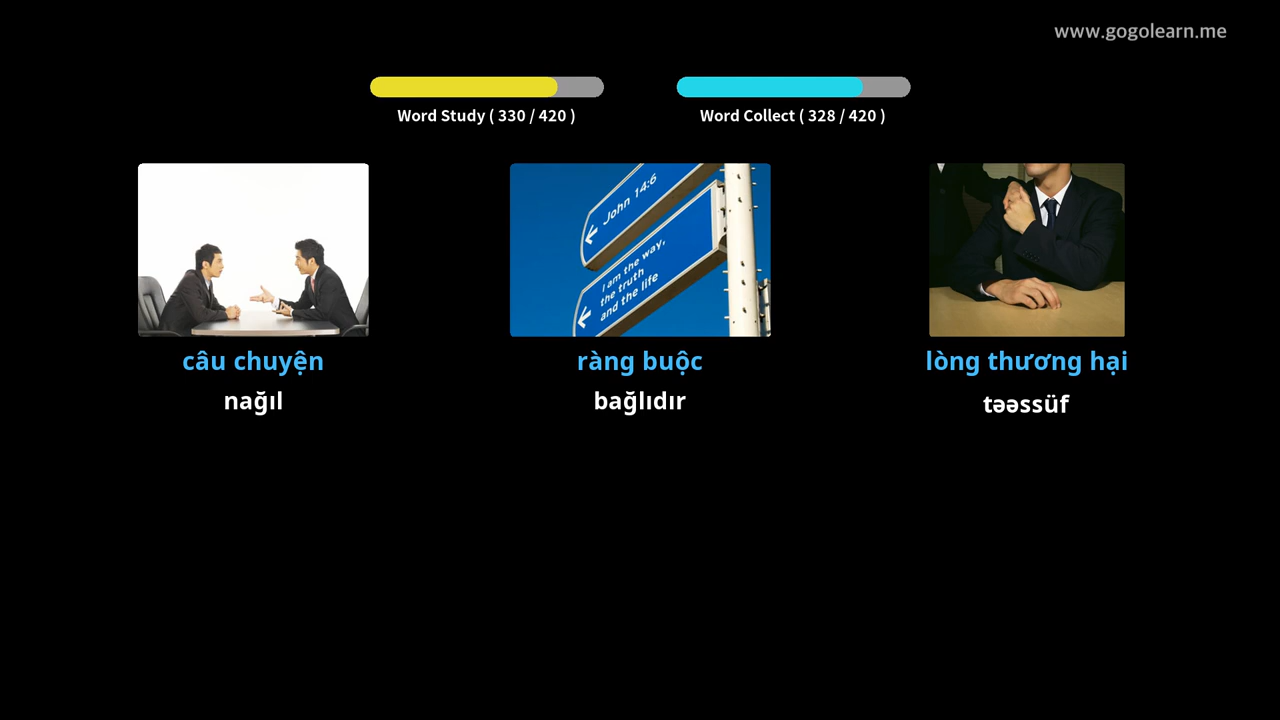 www.gogolearn.me
Word Study ( 330 / 420 )
Word Collect ( 328 / 420 )
John 14:6
I am the way,
the truth
and the life
câu chuyện
ràng buộc
lòng thương hại
nağıl
bağlıdır
təəssüf